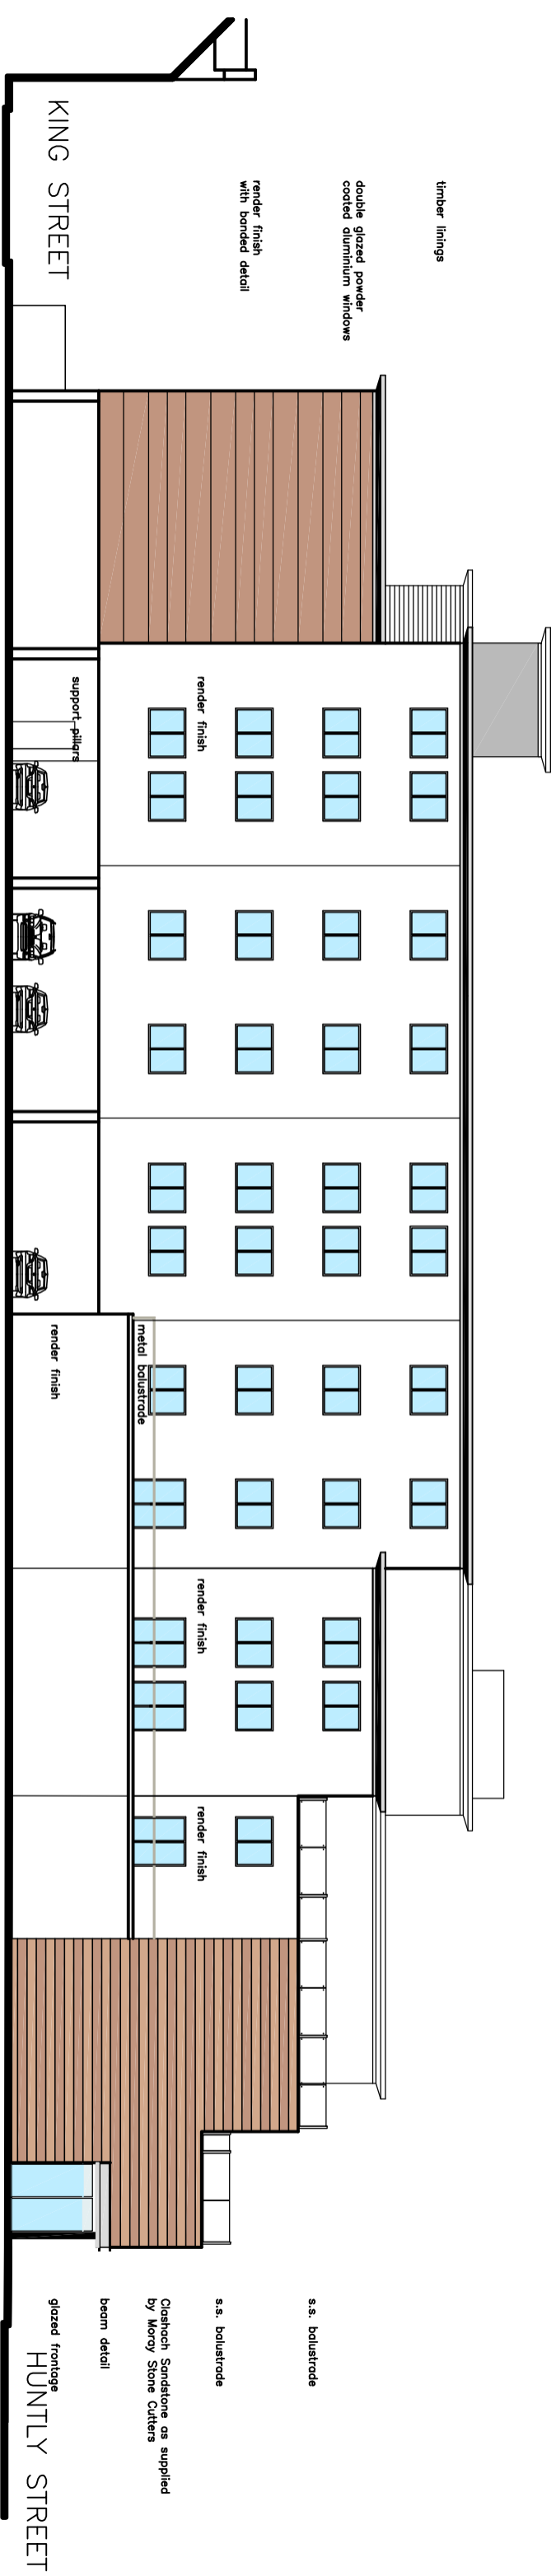 timber linings
double glazed powder
coated aluminium windows
render finish
with banded detail
KING STREET
render finish
support pillars
metal balustrade
render finish
render finish
render finish
s.s. balustrade
s.s. balustrade
Clashach Sandstone as supplied
by Moray Stone Cutters
beam detail
glazed frontage
HUNTLY STREET